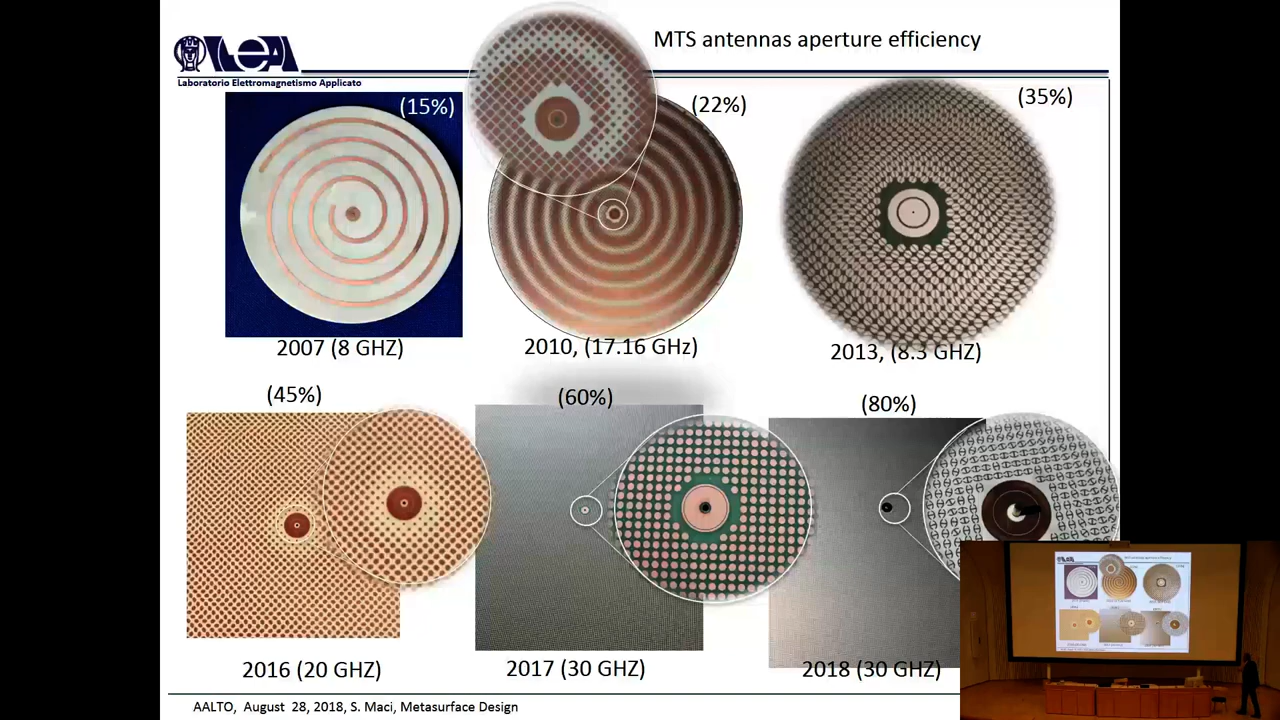 MTS antennas aperture efficiency
LEA
Laboratorio Elettromagnetismo Applicato
(15%)
(22%)
(35%)
2007 (8 GHZ)
2010, (17.16 GHz)
2013, (8.3 GHZ)
(45%)
(60%)
(80%)
2016 (20 GHZ)
2017 (30 GHZ)
2018 (30 GHZ)
AALTO, August 28, 2018, S. Maci, Metasurface Design